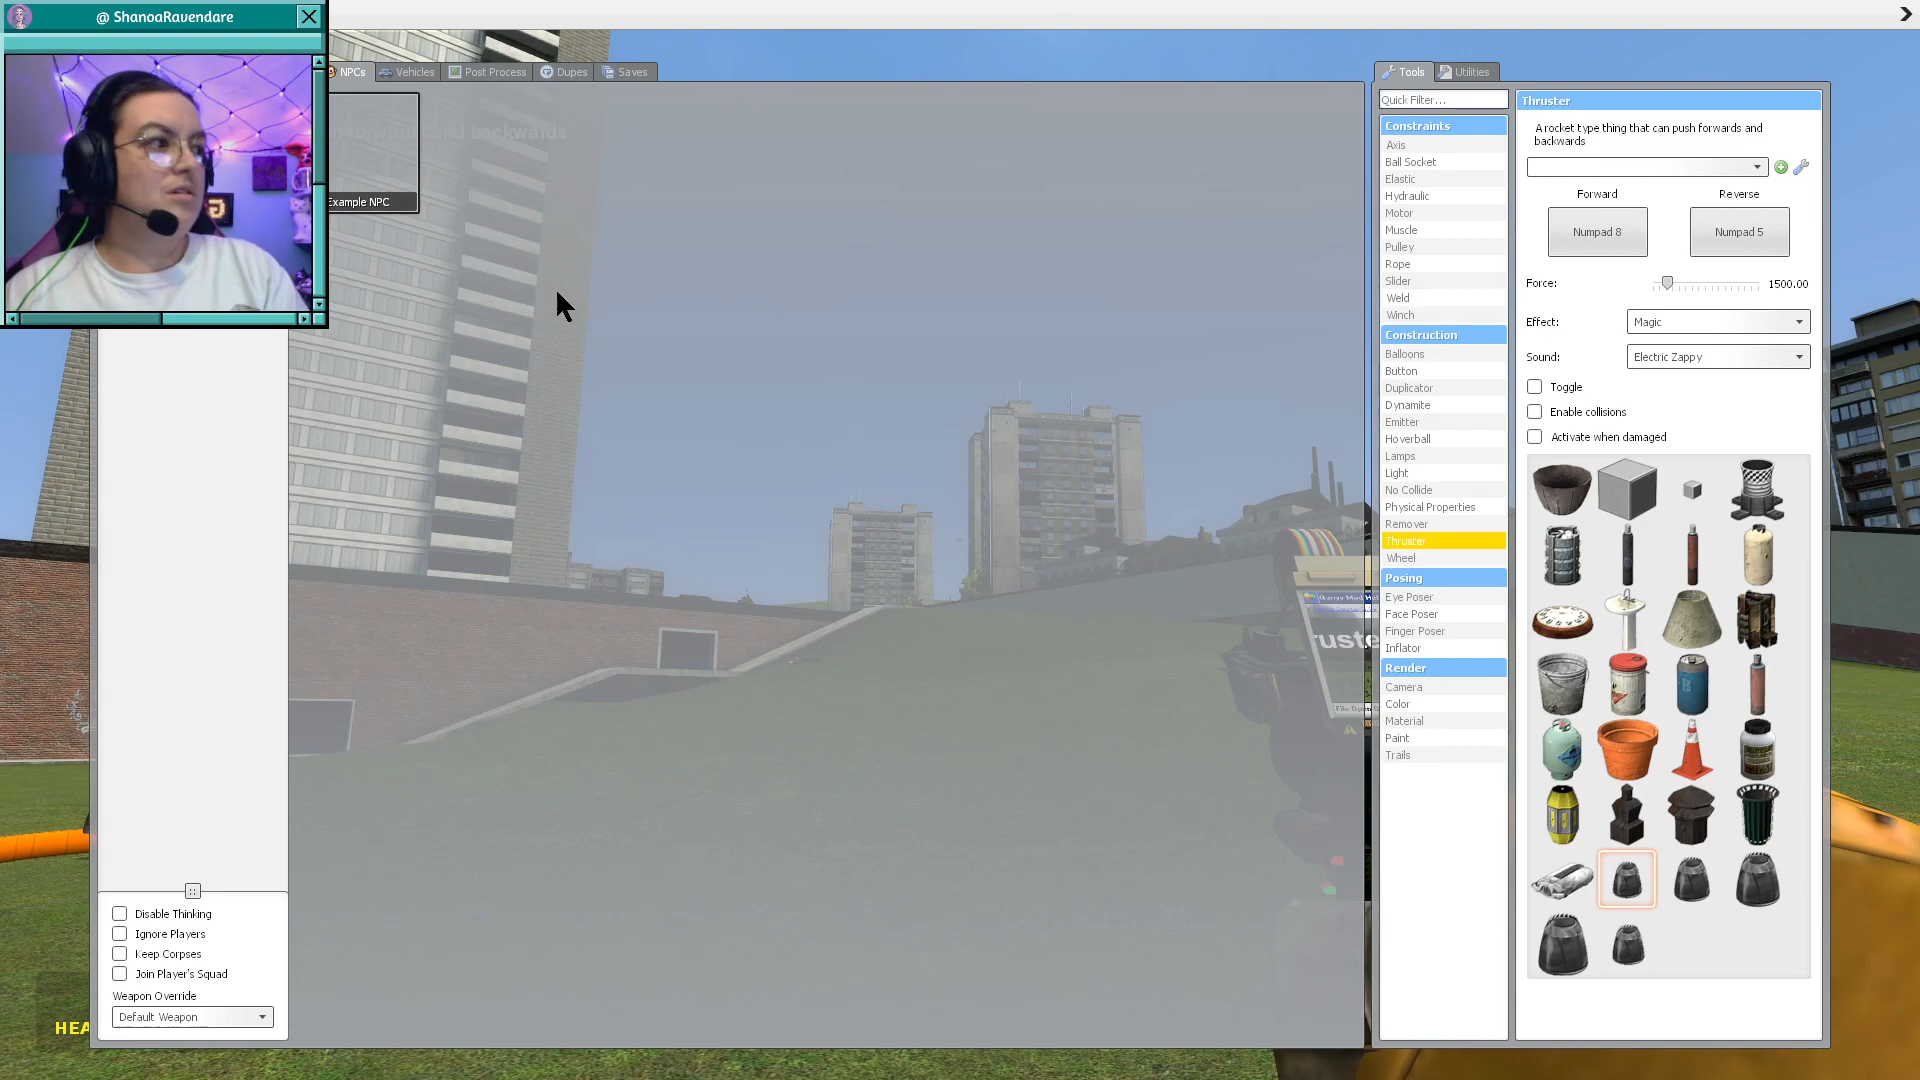 @ ShanoaRavendare
NPCs
Vehicles
Post Process
Dupes
Saves
Example NPC
forwards and backwards
Disable Thinking
Ignore Players
Keep Corpses
Join Player's Squad
Weapon Override
Default Weapon
HEA
Tools
Utilities
Quick Filter...
Constraints
Axis
Ball Socket
Elastic
Hydraulic
Motor
Muscle
Pulley
Rope
Slider
Weld
Winch
Construction
Balloons
Button
Duplicator
Dynamite
Emitter
Hoverball
Lamps
Light
No Collide
Physical Properties
Remover
Thruster
Wheel
Posing
Eye Poser
Face Poser
Finger Poser
Inflator
Render
Camera
Color
Material
Paint
Trails
Thruster
A rocket type thing that can push forwards and
backwards
Forward
Reverse
Numpad 8
Numpad 5
Force:
1500.00
Effect:
Magic
Sound:
Electric Zappy
Toggle
Enable collisions
Activate when damaged